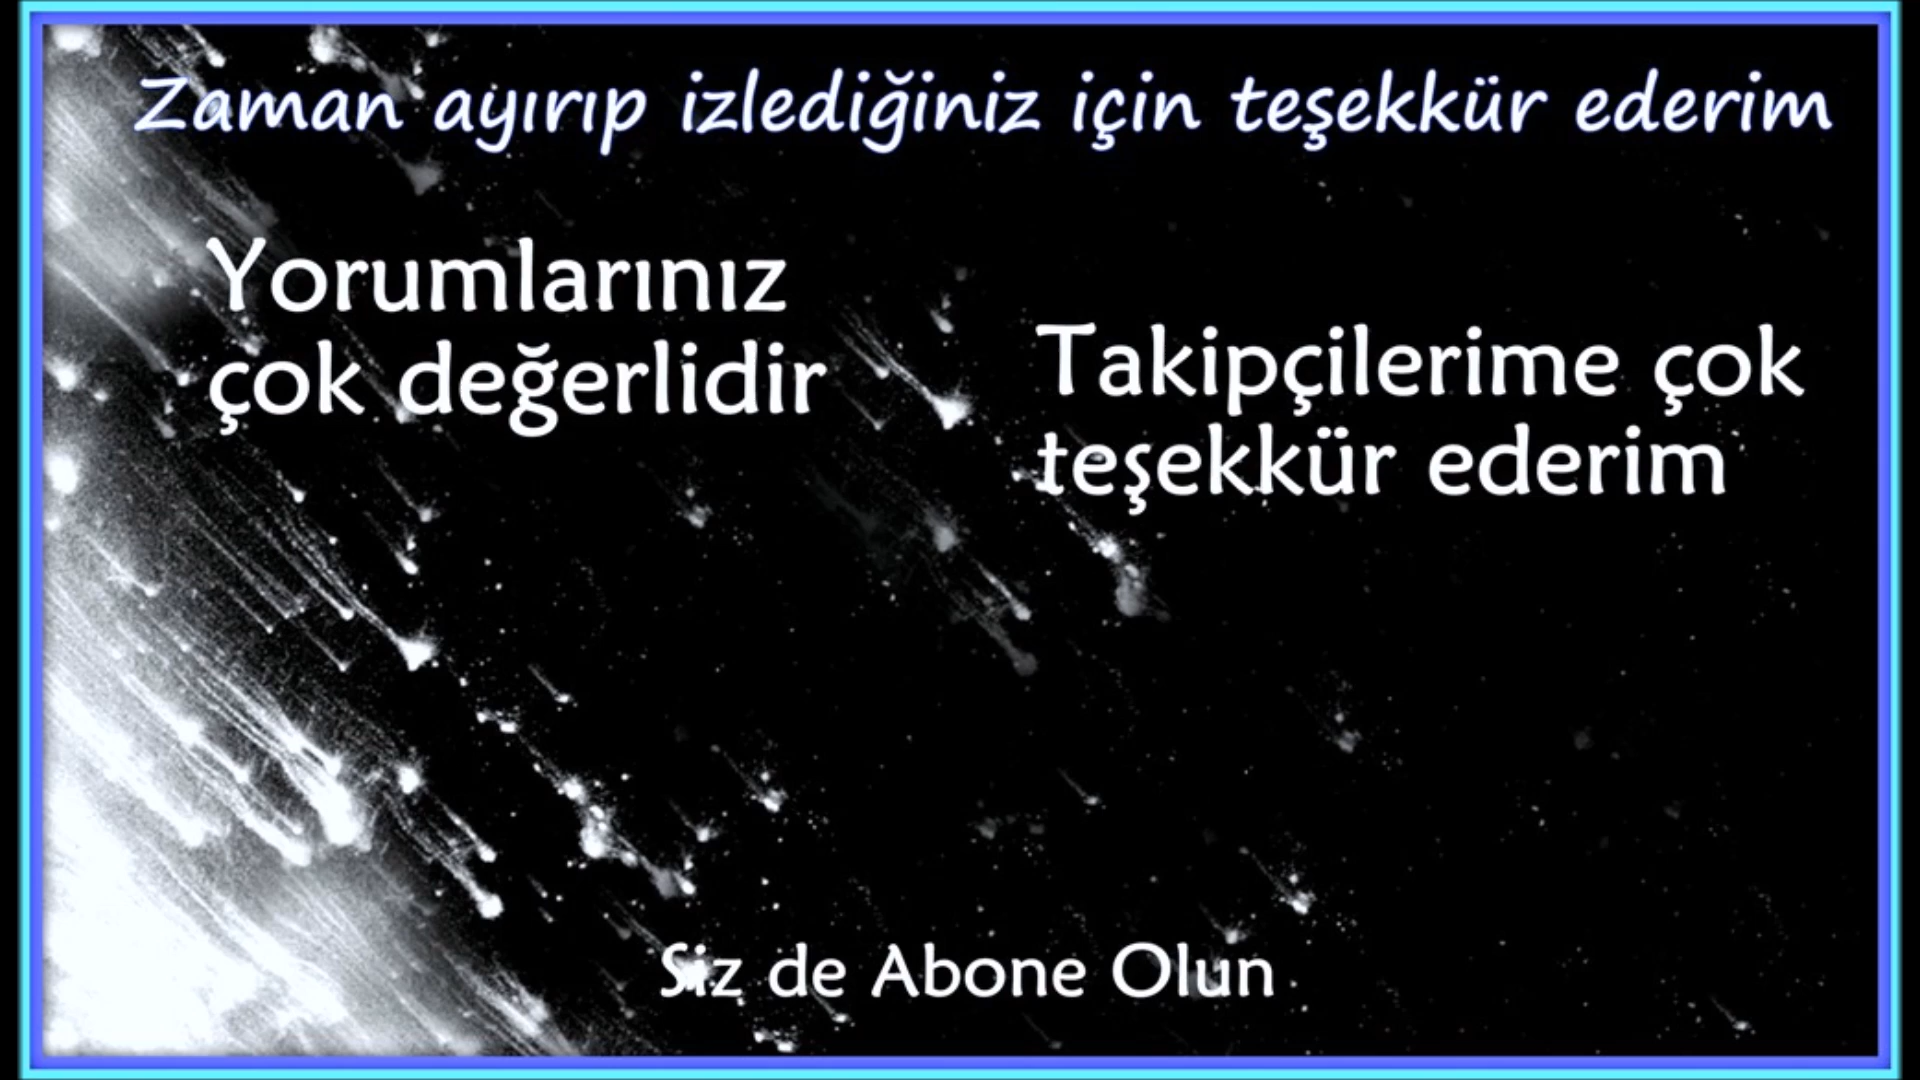 Zaman ayırıp izlediğiniz için teşekkür ederim
Yorumlarınız
çok değerlidir
Takipçilerime çok
teşekkür ederim
Siz de Abone Olun